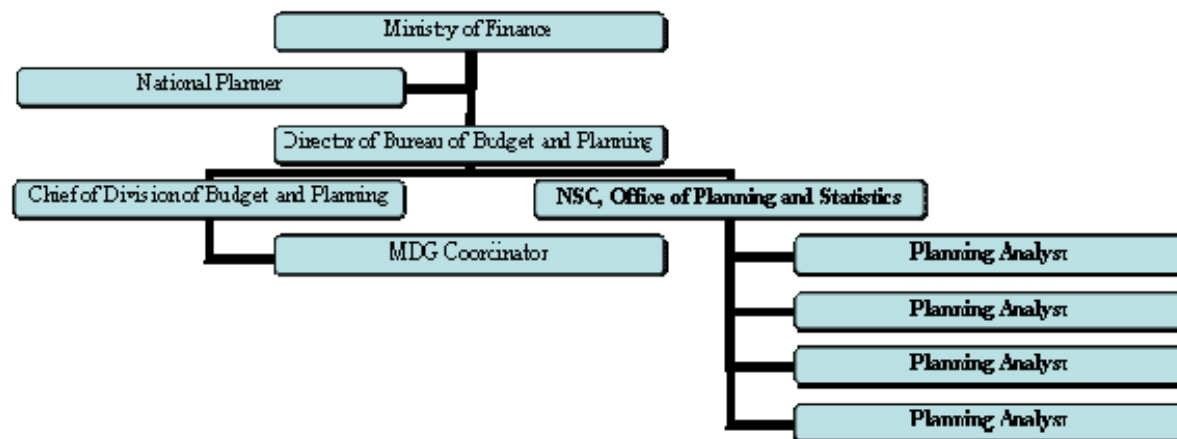 Ministry of Finance
National Planner
Director of Bureau of Budget and Planning
Chief of Division of Budget and Planning
NSC, Office of Planning and Statistics
MDG Coordinator
Planning Analyst
Planning Analyst
Planning Analyst
Planning Analyst